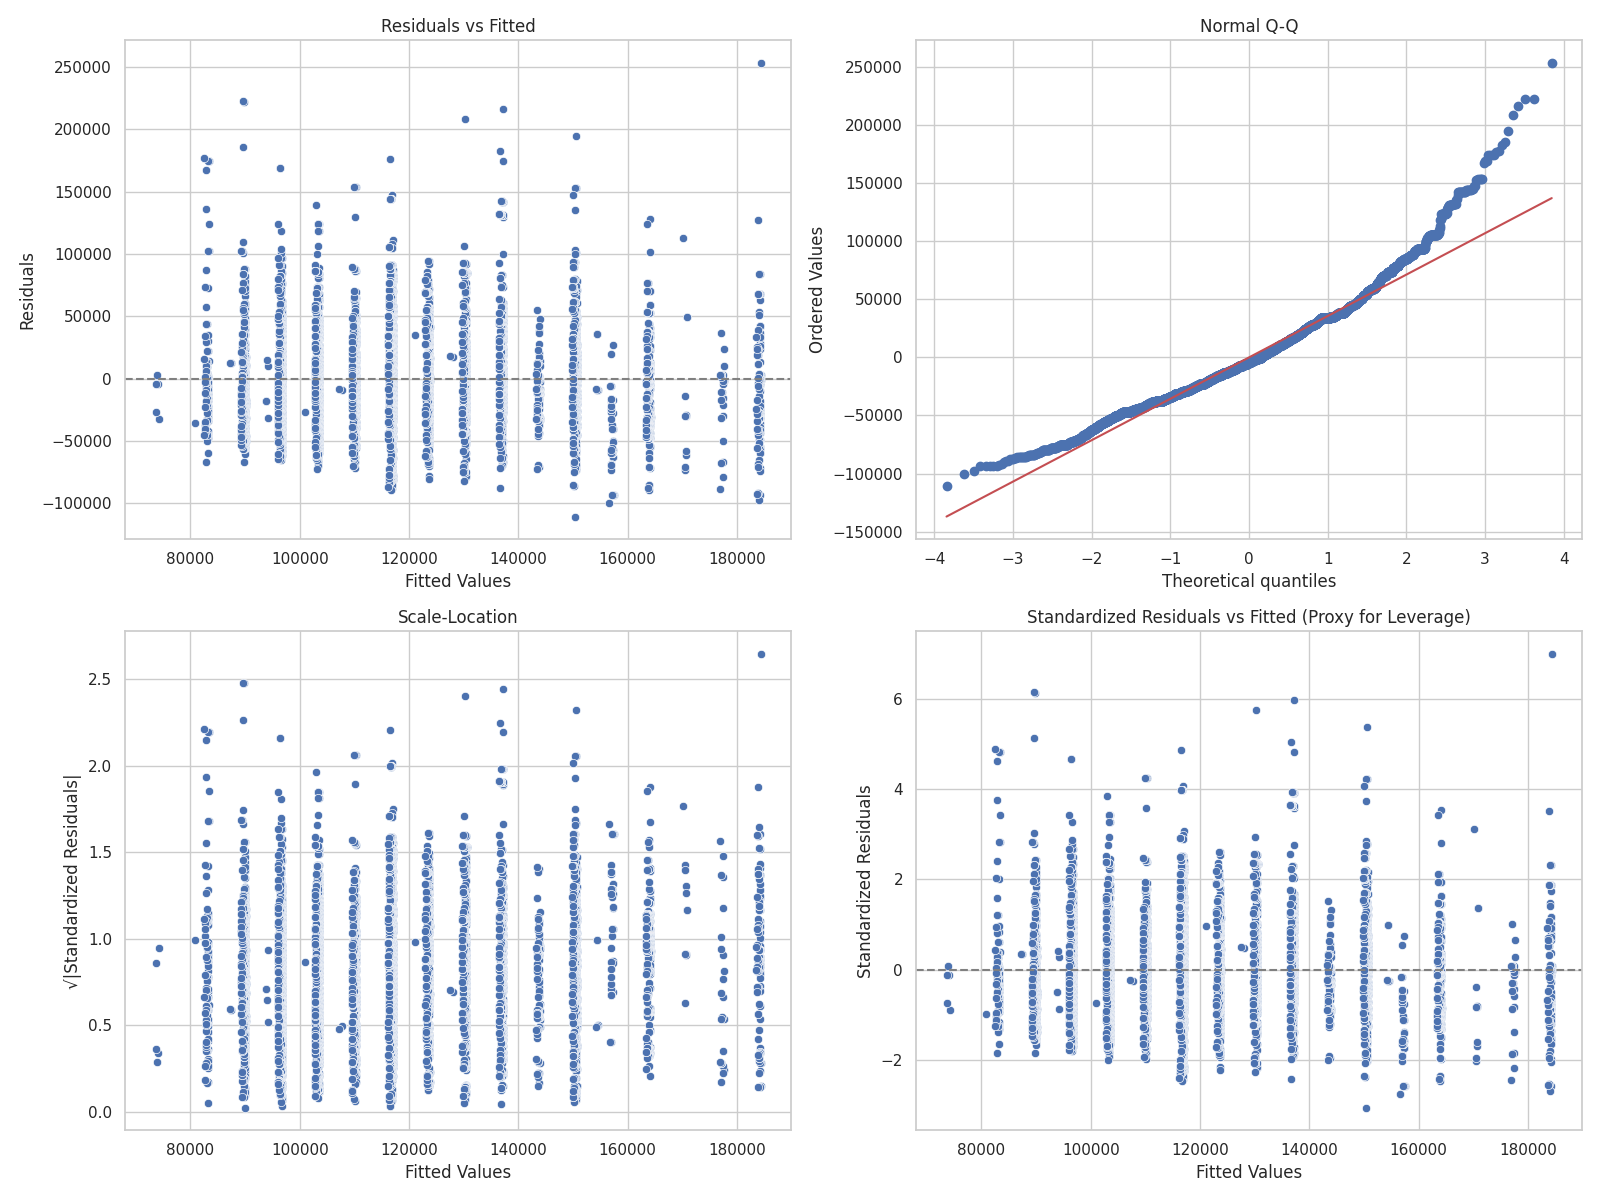 Residuals vs Fitted
250000
200000
150000
100000
50000
0
−50000
−100000
Residuals
80000 100000 120000 140000 160000 180000
Fitted Values
Normal Q-Q
250000
200000
150000
100000
50000
0
−50000
−100000
−150000
Ordered Values
−4 −3 −2 −1 0 1 2 3 4
Theoretical quantiles
Scale-Location
2.5
2.0
1.5
1.0
0.5
0.0
√|Standardized Residuals|
80000 100000 120000 140000 160000 180000
Fitted Values
Standardized Residuals vs Fitted (Proxy for Leverage)
6
4
2
0
−2
Standardized Residuals
80000 100000 120000 140000 160000 180000
Fitted Values